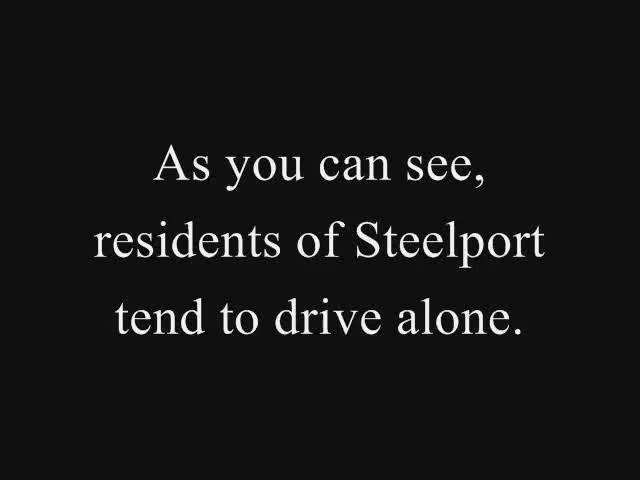 As you can see,
residents of Steelport
tend to drive alone.